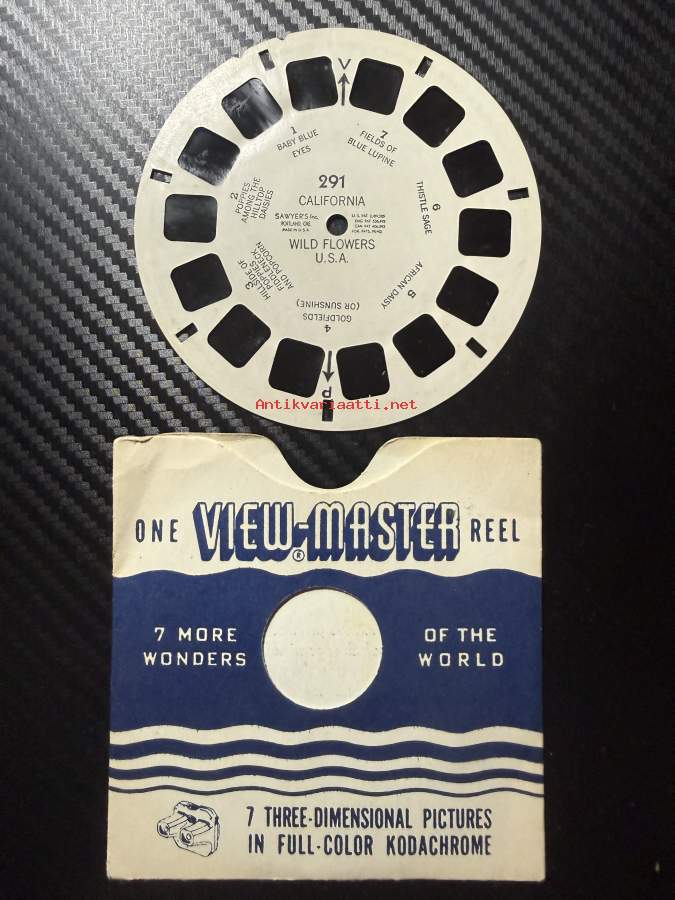 V
1
BABY BLUE
EYES
7
FIELDS OF
BLUE LUPINE
2
POPPIES
AMONG THE
HILLTOP
DAISIES
291
CALIFORNIA
6
THISTLE SAGE
SAWYER'S Inc.
PORTLAND, ORE.
MADE IN U.S.A.
WILD FLOWERS
U.S.A.
3
HILLSIDE OF
POPPIES
FIDDLENECK
AND POPCORN
5
AFRICAN DAISY
4
GOLDFIELDS
(OR SUNSHINE)
d
Antikvariaatti.net
ONE VIEW-MASTER REEL
®
7 MORE
WONDERS
OF THE
WORLD
7 THREE-DIMENSIONAL PICTURES
IN FULL-COLOR KODACHROME